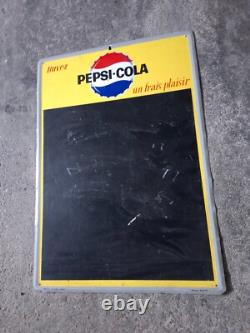 buvez
PEPSI-COLA
un frais plaisir